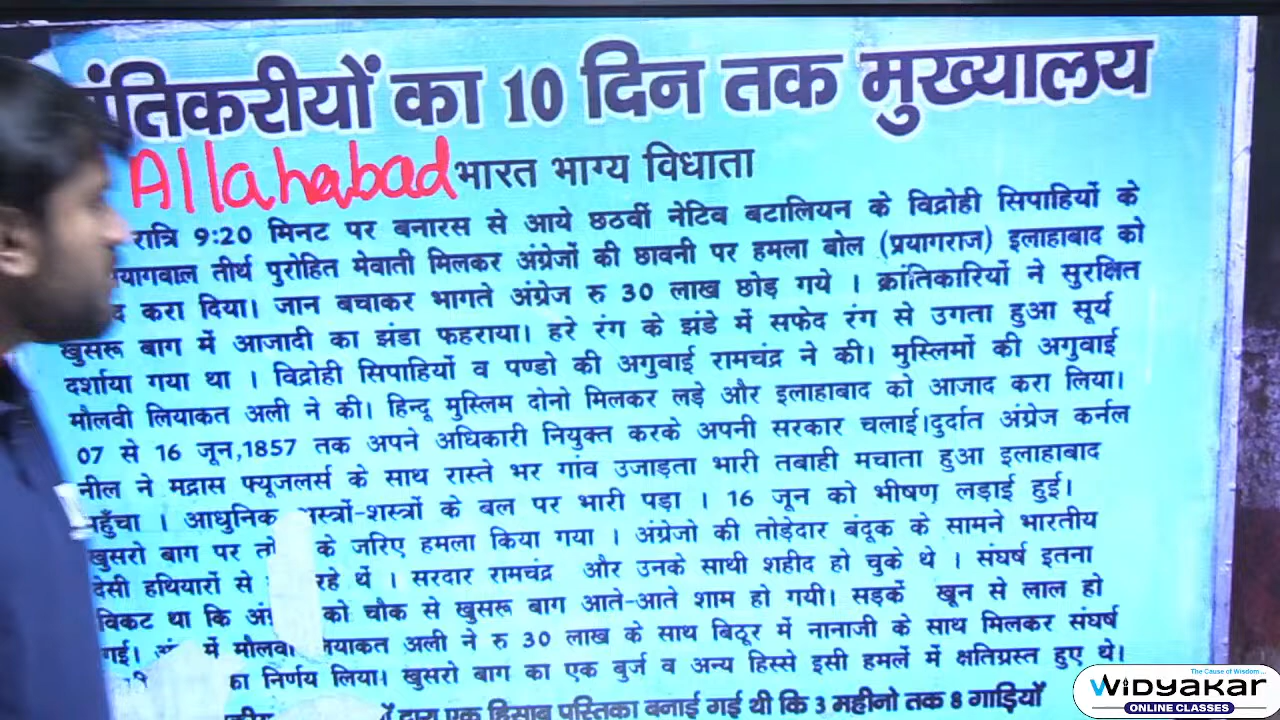 का 10 दिन तक मुख्यालय
Allahabad भारत भाग्य विधाता
रात्रि 9:20 मिनट पर बनारस से आये छठवीं नेटिव बटालियन के विद्रोही सिपाहियों के
तीर्थ पुरोहित मेवाती मिलकर अंग्रेजों की छावनी पर हमला बोल (प्रयागराज) इलाहाबाद को
करा दिया। जान बचाकर भागते अंग्रेज रु 30 लाख छोड़ गये । क्रांतिकारियों ने सुरक्षित
खुसरू बाग में आजादी का झंडा फहराया। हरे रंग के झंडे में सफेद रंग से उगता हुआ सूर्य
दर्शाया गया था । विद्रोही सिपाहियों व पण्डो की अगुवाई रामचंद्र ने की। मुस्लिमों की अगुवाई
मौलवी लियाकत अली ने की। हिन्दू मुस्लिम दोनो मिलकर लड़े और इलाहाबाद को आजाद करा लिया।
07 से 16 जून,1857 तक अपने अधिकारी नियुक्त करके अपनी सरकार चलाई।दुर्दात अंग्रेज कर्नल
नील ने मद्रास फ्यूजलर्स के साथ रास्ते भर गांव उजाड़ता भारी तबाही मचाता हुआ इलाहाबाद
पहुँचा । आधुनिक अस्त्रों-शस्त्रों के बल पर भारी पड़ा । 16 जून को भीषण लड़ाई हुई।
खुसरो बाग पर के जरिए हमला किया गया । अंग्रेजो की तोड़ेदार बंदूक के सामने भारतीय
देसी हथियारों से रहे थें । सरदार रामचंद्र और उनके साथी शहीद हो चुके थे । संघर्ष इतना
विकट था कि को चौक से खुसरू बाग आते-आते शाम हो गयी। सड़कें खून से लाल हो
गई। में मौलवी लियाकत अली ने रु 30 लाख के साथ बिठूर में नानाजी के साथ मिलकर संघर्ष
का निर्णय लिया। खुसरो बाग का एक बुर्ज व अन्य हिस्से इसी हमलें में क्षतिग्रस्त हुए थे।
द्वारा एक हिसाब पुस्तिका बनाई गई थी कि 3 महीनो तक 8 गाड़ियाँ
The Cause of Wisdom...
WIDYAKAR
ONLINE CLASSES